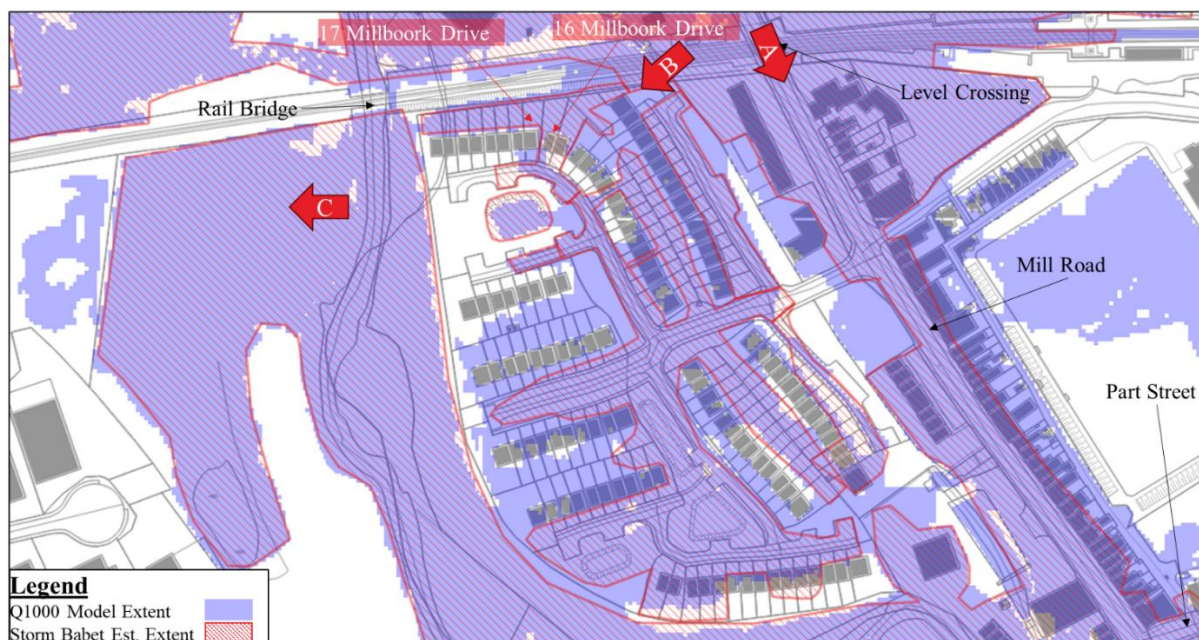 17 Millboork Drive
16 Millboork Drive
A
B
Rail Bridge
Level Crossing
C
Mill Road
Part Street
Legend
Q1000 Model Extent
Storm Babet Est. Extent